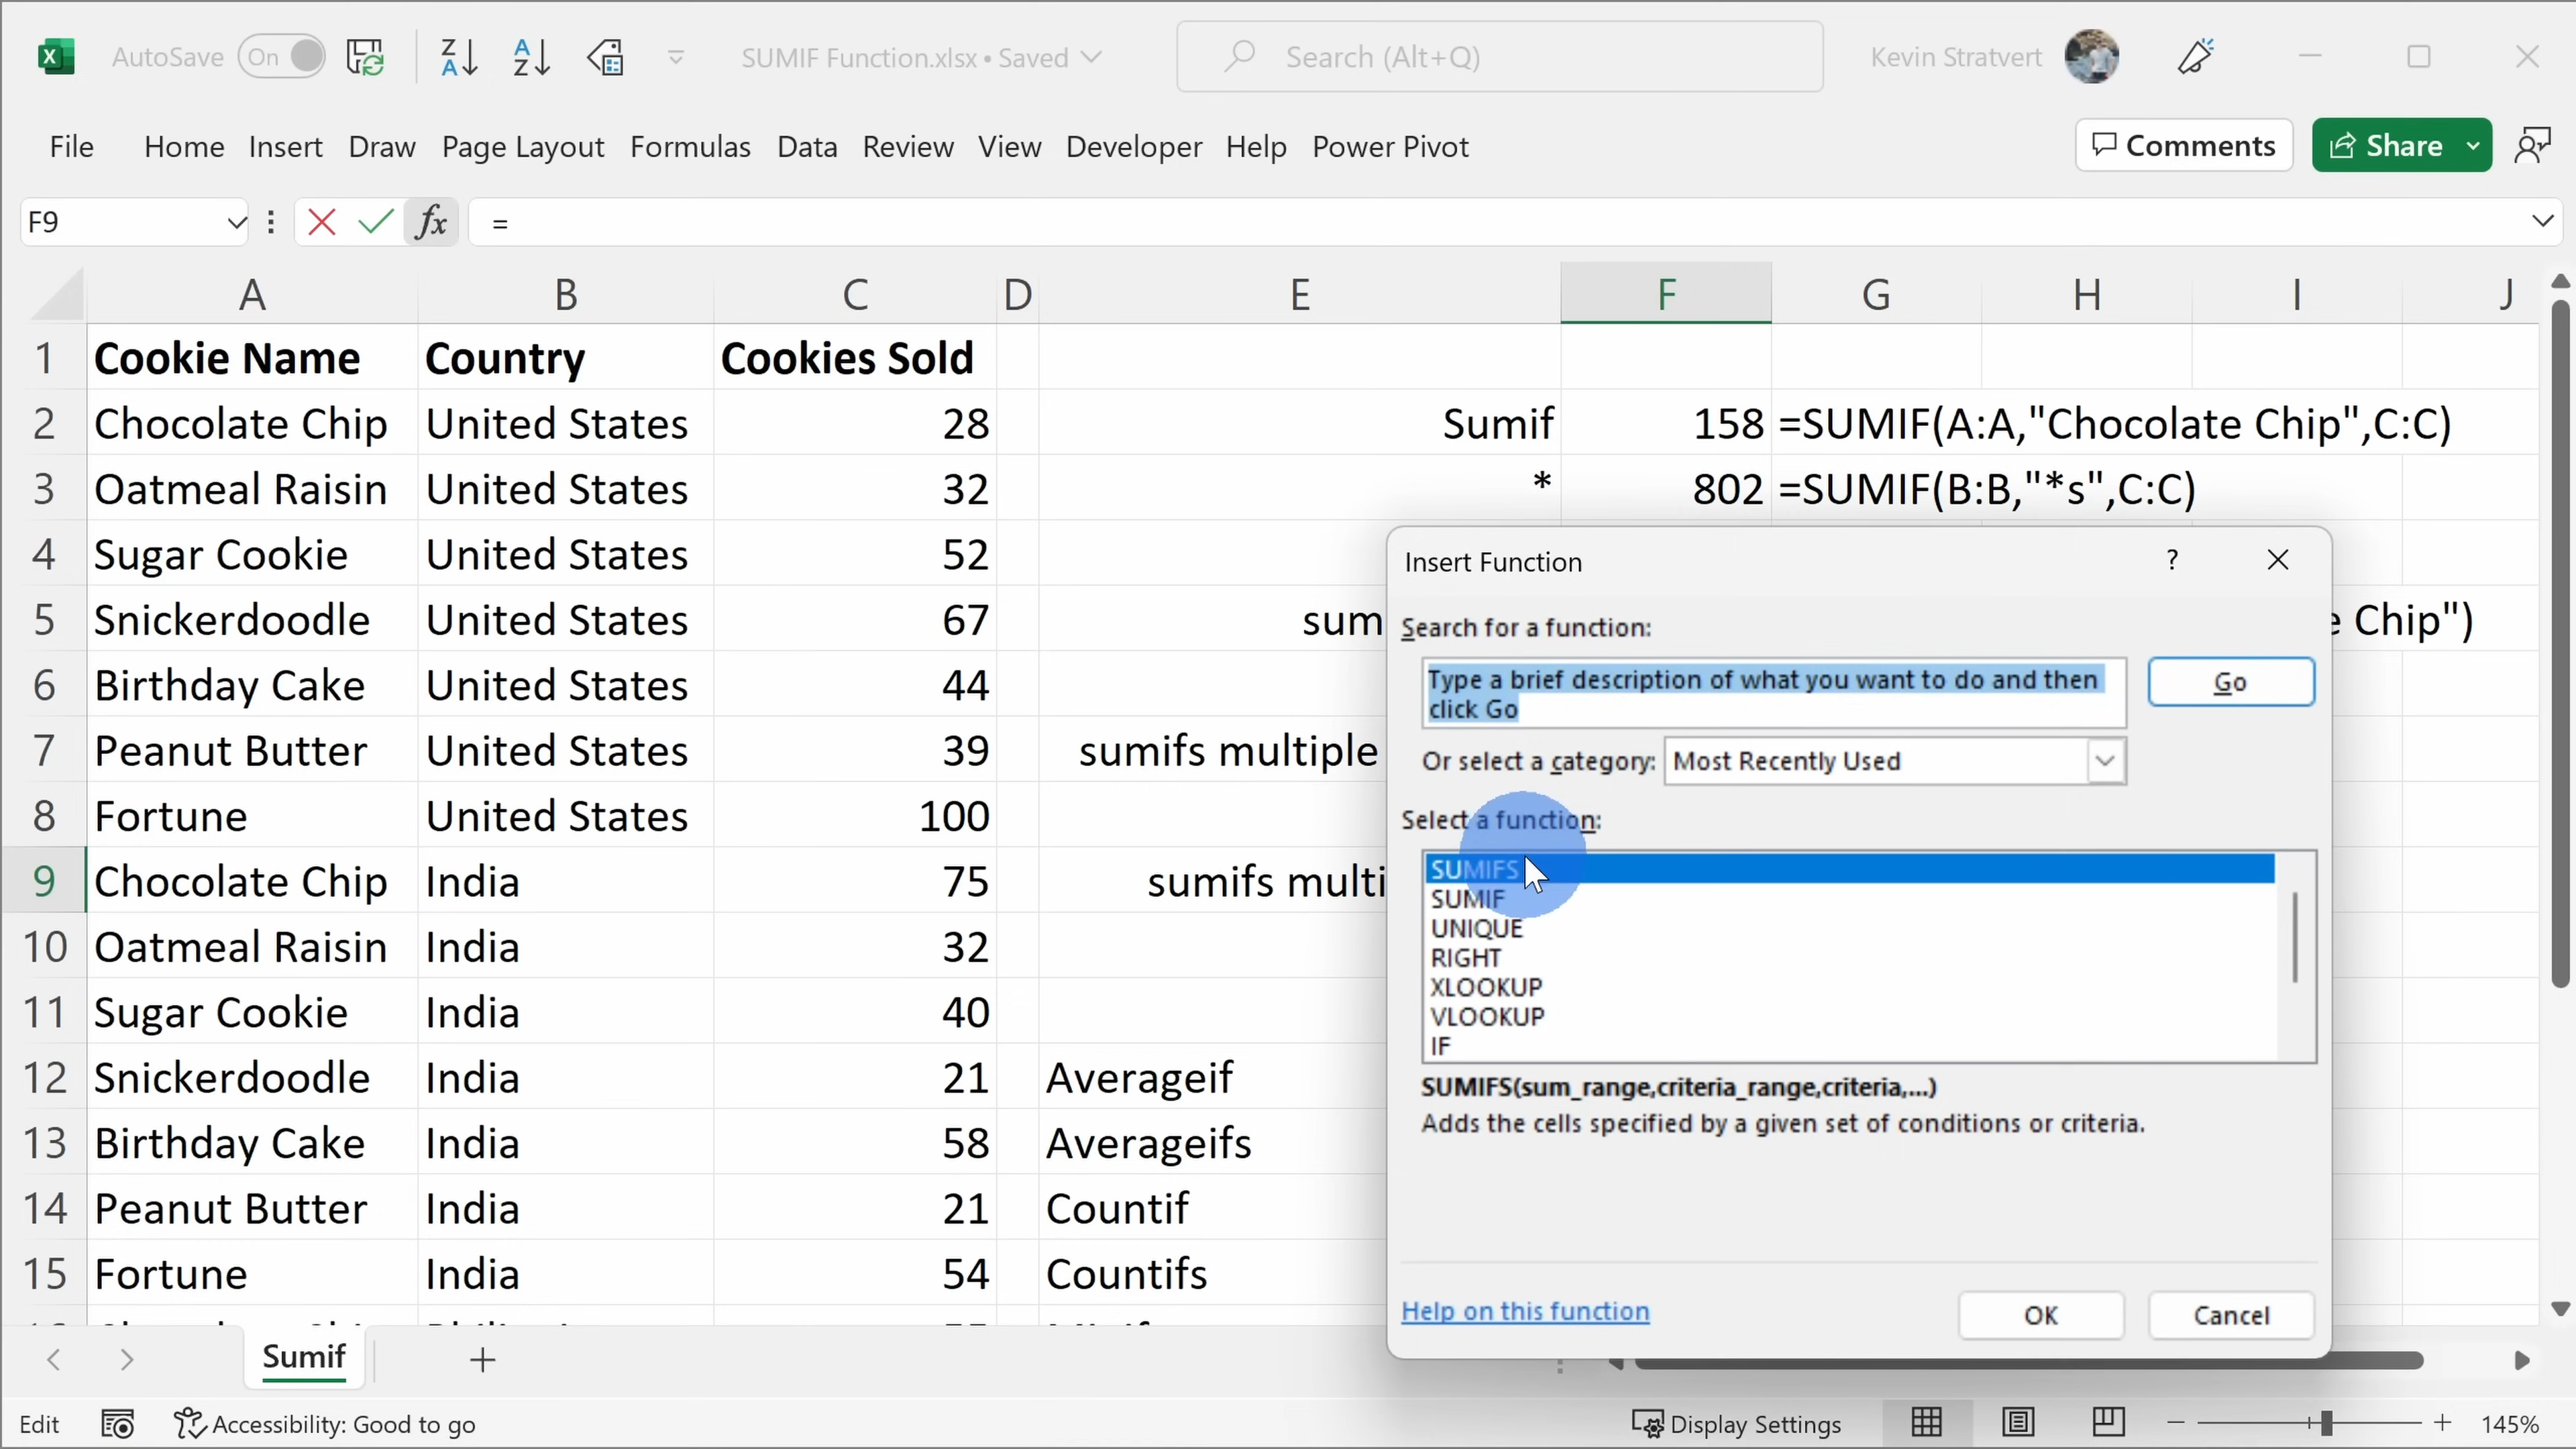 AutoSave On SUMIF Function.xlsx • Saved Search (Alt+Q) Kevin Stratvert
File Home Insert Draw Page Layout Formulas Data Review View Developer Help Power Pivot Comments Share
F9 fx =
A B C D E F G H I J
1 Cookie Name Country Cookies Sold
2 Chocolate Chip United States 28 Sumif 158 =SUMIF(A:A,"Chocolate Chip",C:C)
3 Oatmeal Raisin United States 32 * 802 =SUMIF(B:B,"*s",C:C)
4 Sugar Cookie United States 52
5 Snickerdoodle United States 67 sum Chip")
6 Birthday Cake United States 44
7 Peanut Butter United States 39 sumifs multiple
8 Fortune United States 100
9 Chocolate Chip India 75 sumifs multi
10 Oatmeal Raisin India 32
11 Sugar Cookie India 40
12 Snickerdoodle India 21 Averageif
13 Birthday Cake India 58 Averageifs
14 Peanut Butter India 21 Countif
15 Fortune India 54 Countifs
Insert Function ?
Search for a function:
Type a brief description of what you want to do and then
click Go
Go
Or select a category: Most Recently Used
Select a function:
SUMIFS
SUMIF
UNIQUE
RIGHT
XLOOKUP
VLOOKUP
IF
SUMIFS(sum_range,criteria_range,criteria,...)
Adds the cells specified by a given set of conditions or criteria.
Help on this function OK Cancel
Sumif
Edit Accessibility: Good to go Display Settings 145%